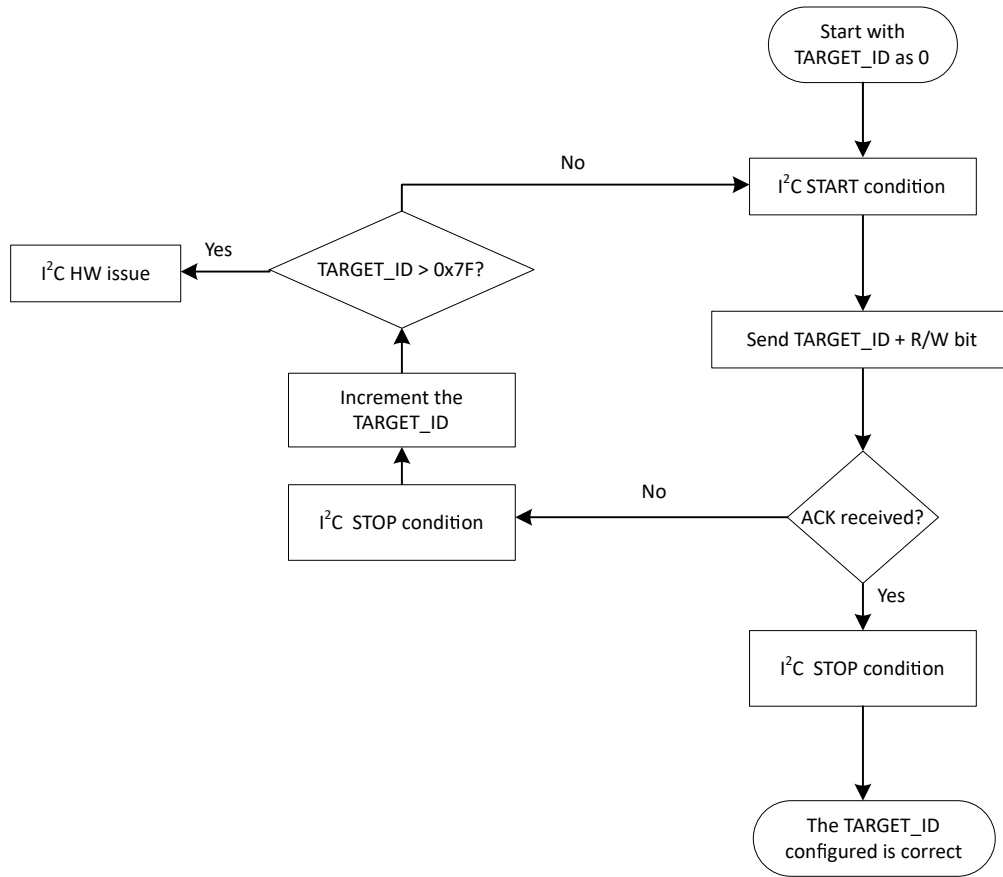 Start with
TARGET_ID as 0
No
I²C START condition
Yes
TARGET_ID > 0x7F?
I²C HW issue
Send TARGET_ID + R/W bit
Increment the
TARGET_ID
No
I²C STOP condition
ACK received?
Yes
I²C STOP condition
The TARGET_ID
configured is correct